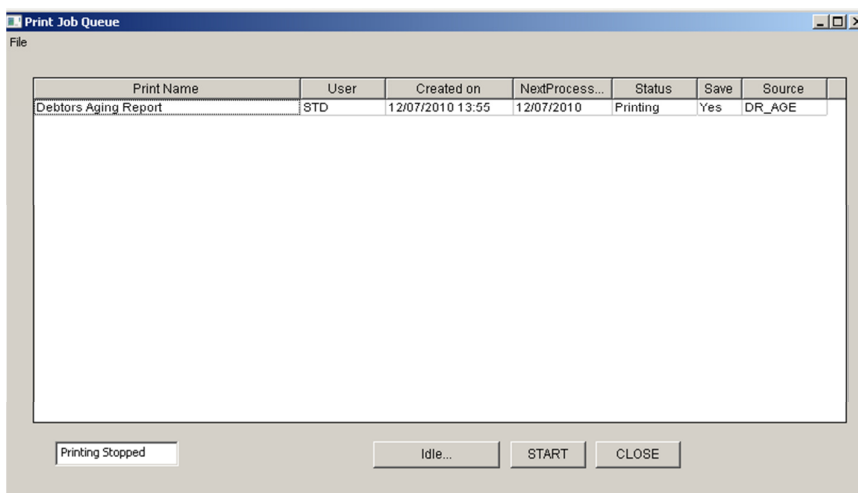 Print Job Queue
File
Print Name User Created on NextProcess... Status Save Source
Debtors Aging Report STD 12/07/2010 13:55 12/07/2010 Printing Yes DR_AGE
Printing Stopped Idle... START CLOSE